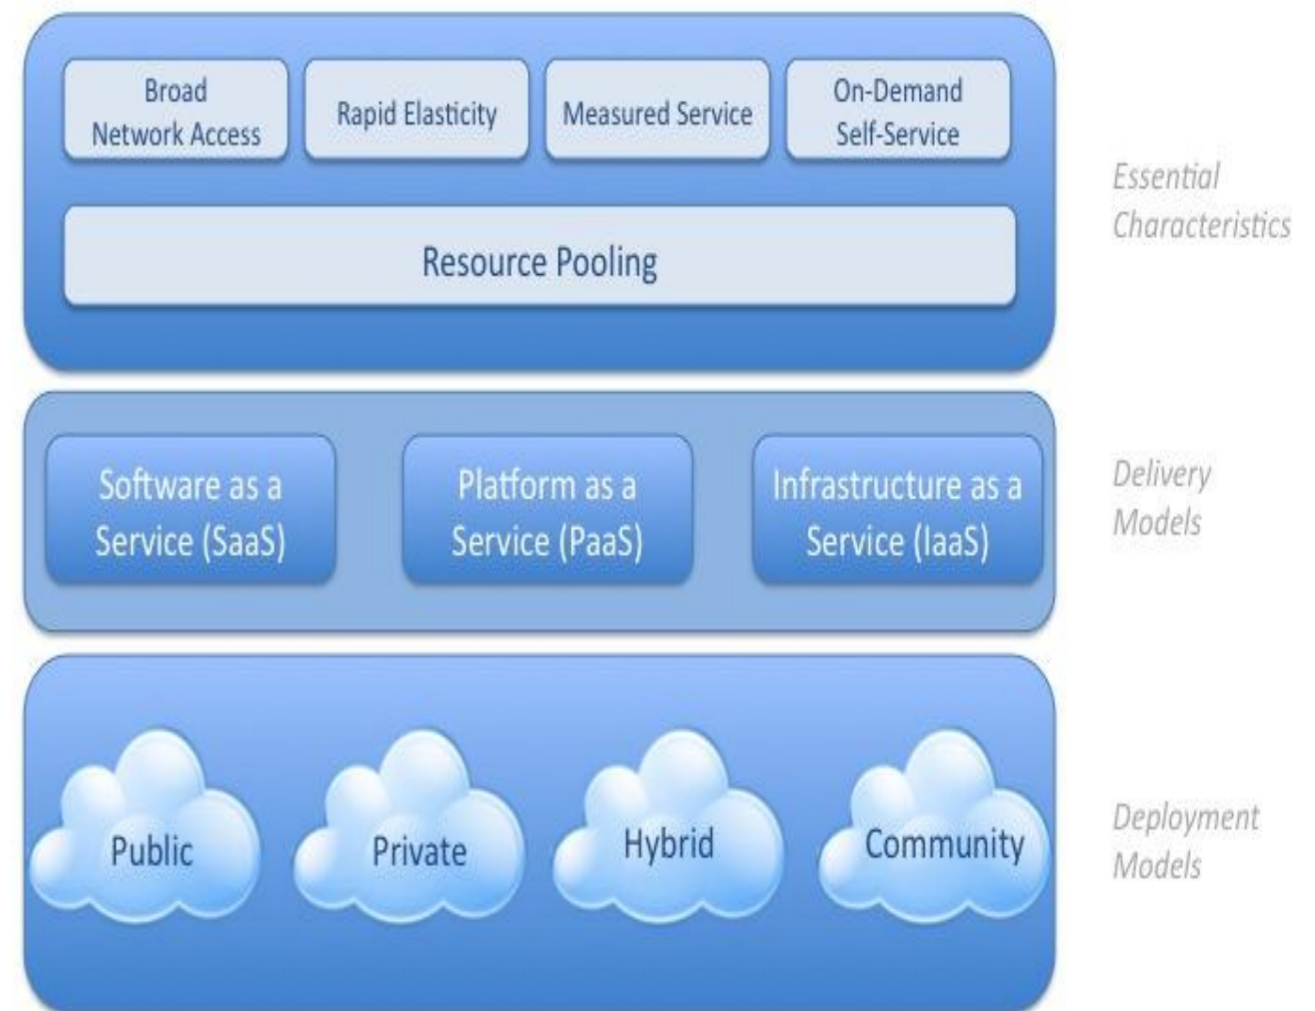 Broad
Network Access
Rapid Elasticity
Measured Service
On-Demand
Self-Service
Essential
Characteristics
Resource Pooling
Software as a
Service (SaaS)
Platform as a
Service (PaaS)
Infrastructure as a
Service (IaaS)
Delivery
Models
Public
Private
Hybrid
Community
Deployment
Models